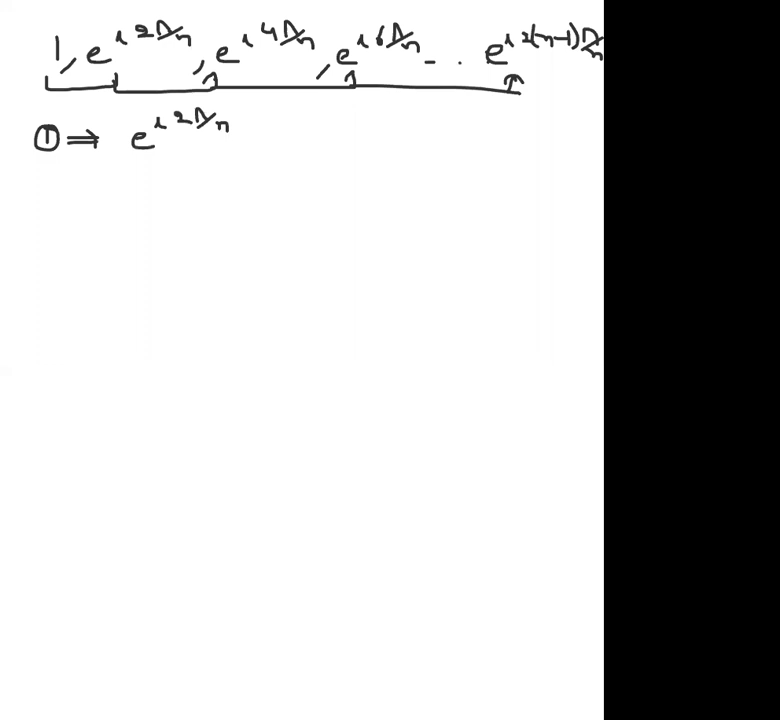 1, e^{i2π/n}, e^{i4π/n}, e^{i6π/n} - . . e^{i2(n-1)π/n}
① ⇒ e^{i2π/n}